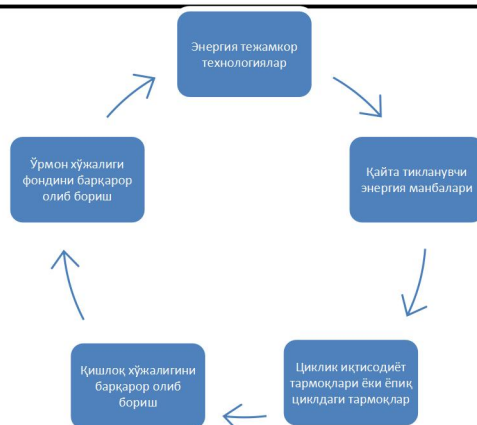 Энергия тежамкор
технологиялар
Қайта тикланувчи
энергия манбалари
Циклик иқтисодиёт
тармоқлари ёки ёпиқ
циклдаги тармоқлар
Қишлоқ хўжалигини
барқарор олиб
бориш
Ўрмон хўжалиги
фондини барқарор
олиб бориш